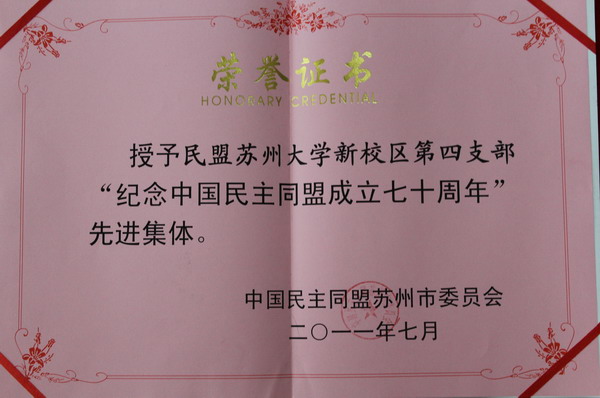 荣誉证书
HONORARY CREDENTIAL
授予民盟苏州大学新校区第四支部
“纪念中国民主同盟成立七十周年”
先进集体。
中国民主同盟苏州市委员会
二〇一一年七月